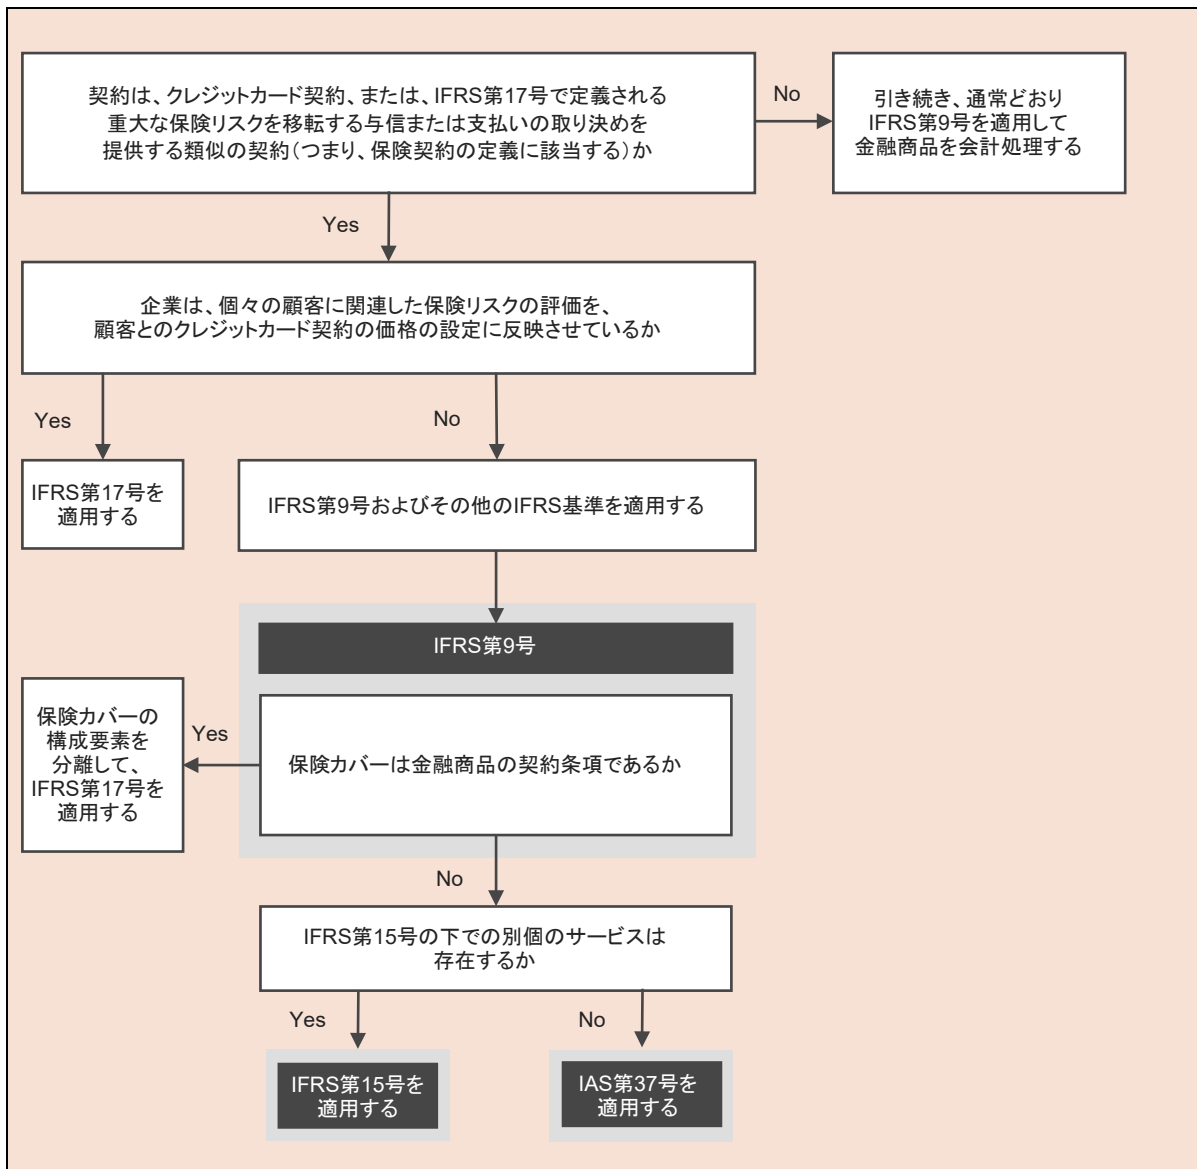 契約は、クレジットカード契約、または、IFRS第17号で定義される
重大な保険リスクを移転する与信または支払いの取り決めを
提供する類似の契約（つまり、保険契約の定義に該当する）か
No
引き続き、通常どおり
IFRS第9号を適用して
金融商品を会計処理する
Yes
企業は、個々の顧客に関連した保険リスクの評価を、
顧客とのクレジットカード契約の価格の設定に反映させているか
Yes
No
IFRS第17号を
適用する
IFRS第9号およびその他のIFRS基準を適用する
IFRS第9号
保険カバーの
構成要素を
分離して、
IFRS第17号を
適用する
Yes
保険カバーは金融商品の契約条項であるか
No
IFRS第15号の下での別個のサービスは
存在するか
Yes
No
IFRS第15号を
適用する
IAS第37号を
適用する